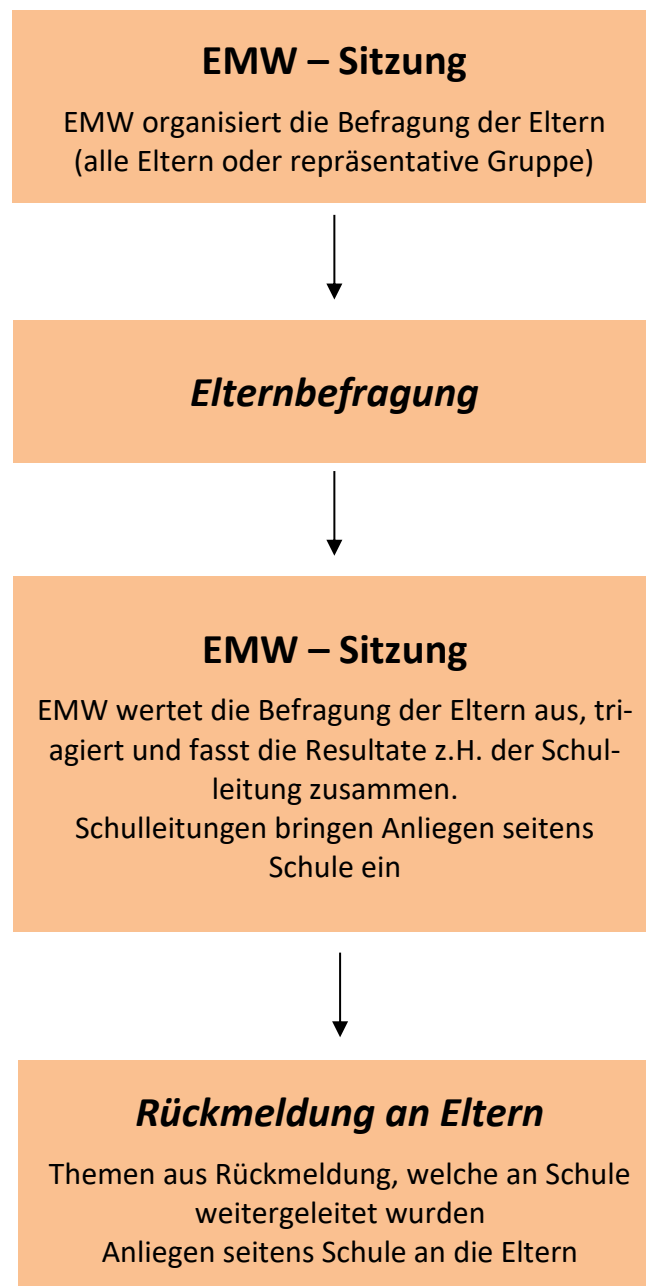 EMW – Sitzung
EMW organisiert die Befragung der Eltern
(alle Eltern oder repräsentative Gruppe)
Elternbefragung
EMW – Sitzung
EMW wertet die Befragung der Eltern aus, tri-
agiert und fasst die Resultate z.H. der Schul-
leitung zusammen.
Schulleitungen bringen Anliegen seitens
Schule ein
Rückmeldung an Eltern
Themen aus Rückmeldung, welche an Schule
weitergeleitet wurden
Anliegen seitens Schule an die Eltern